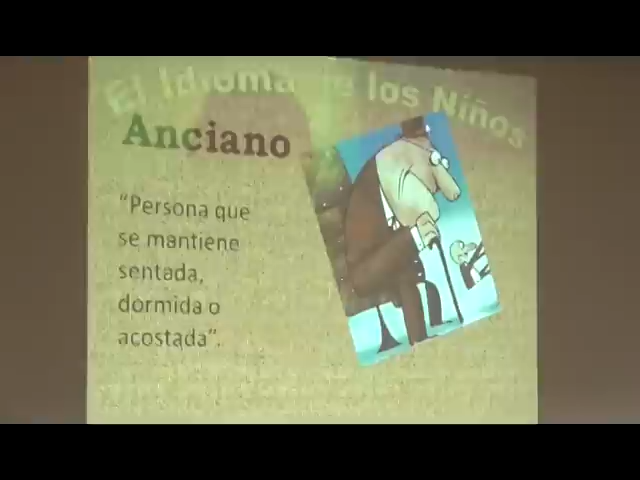 El Idioma de los Niños
Anciano
“Persona que
se mantiene
sentada,
dormida o
acostada”.